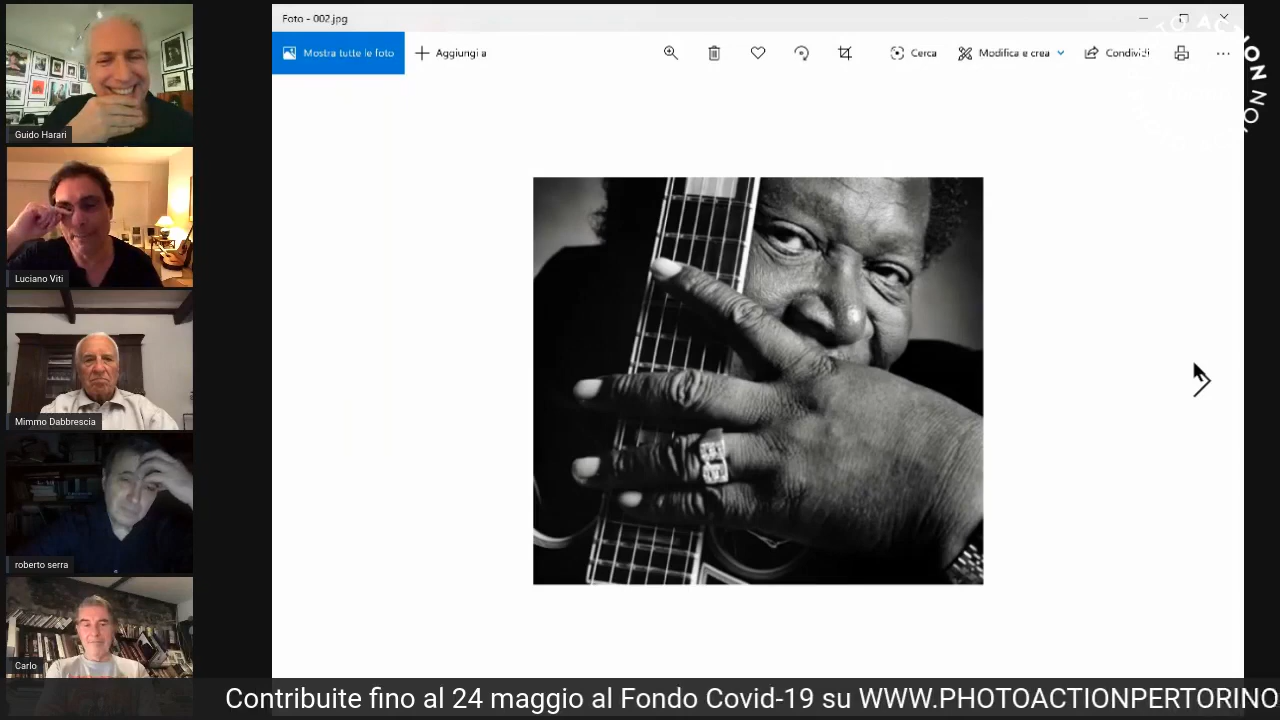 Foto - 002.jpg
Mostra tutte le foto
Aggiungi a
Cerca
Modifica e crea
Condividi
Guido Harari
Luciano Viti
Mimmo Dabbrescia
roberto serra
Carlo
Contribuite fino al 24 maggio al Fondo Covid-19 su WWW.PHOTOACTIONPERTORINO